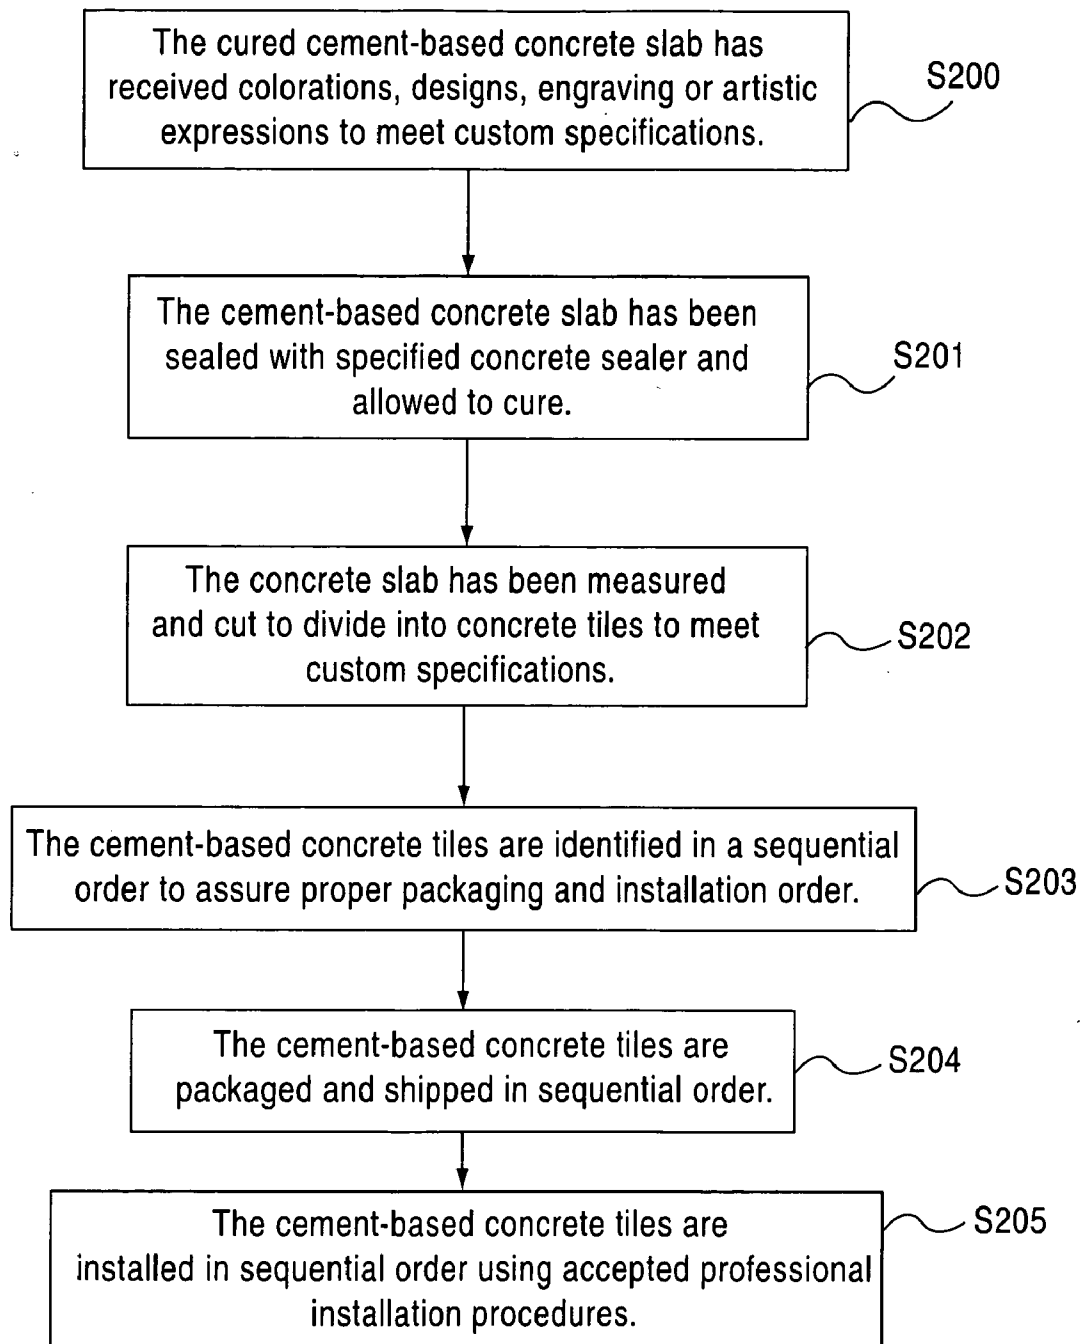 The cured cement-based concrete slab has
received colorations, designs, engraving or artistic
expressions to meet custom specifications.
S200
The cement-based concrete slab has been
sealed with specified concrete sealer and
allowed to cure.
S201
The concrete slab has been measured
and cut to divide into concrete tiles to meet
custom specifications.
S202
The cement-based concrete tiles are identified in a sequential
order to assure proper packaging and installation order.
S203
The cement-based concrete tiles are
packaged and shipped in sequential order.
S204
The cement-based concrete tiles are
installed in sequential order using accepted professional
installation procedures.
S205